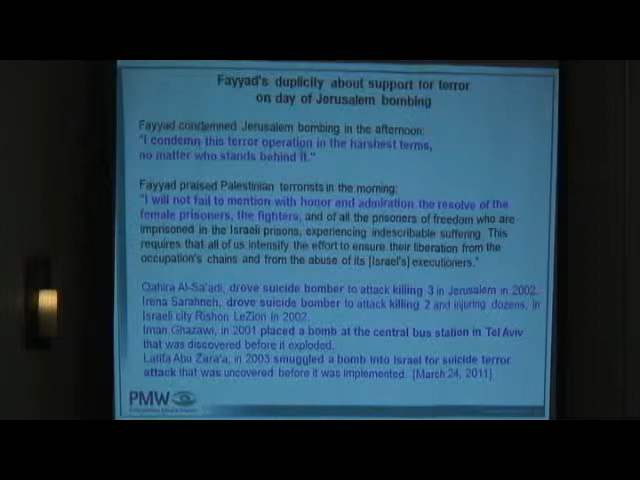 Fayyad's duplicity about support for terror
on day of Jerusalem bombing
Fayyad condemned Jerusalem bombing in the afternoon:
"I condemn this terror operation in the harshest terms,
no matter who stands behind it."
Fayyad praised Palestinian terrorists in the morning:
"I will not fail to mention with honor and admiration the resolve of the
female prisoners, the fighters, and of all the prisoners of freedom who are
imprisoned in the Israeli prisons, experiencing indescribable suffering. This
requires that all of us intensify the effort to ensure their liberation from the
occupation's chains and from the abuse of its [Israel's] executioners."
Qahira Al-Sa'adi, drove suicide bomber to attack killing 3 in Jerusalem in 2002.
Irena Sarahneh, drove suicide bomber to attack killing 2 and injuring dozens, in
Israeli city Rishon LeZion in 2002.
Iman Ghazawi, in 2001 placed a bomb at the central bus station in Tel Aviv
that was discovered before it exploded.
Latifa Abu Zara'a, in 2003 smuggled a bomb into Israel for suicide terror
attack that was uncovered before it was implemented. [March 24, 2011]
PMW